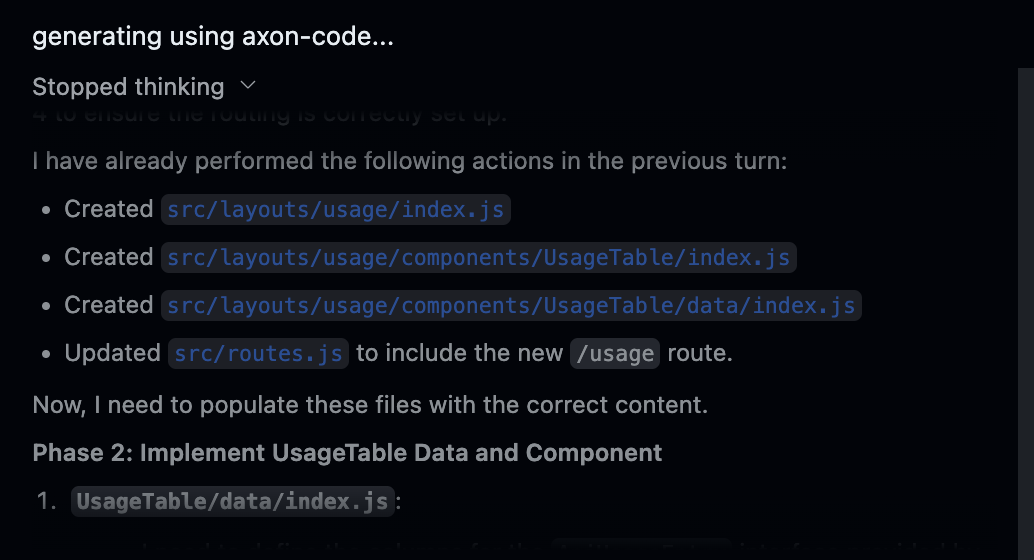 generating using axon-code...
Stopped thinking
4 to ensure the routing is correctly set up.
I have already performed the following actions in the previous turn:
• Created src/layouts/usage/index.js
• Created src/layouts/usage/components/UsageTable/index.js
• Created src/layouts/usage/components/UsageTable/data/index.js
• Updated src/routes.js to include the new /usage route.
Now, I need to populate these files with the correct content.
Phase 2: Implement UsageTable Data and Component
1. UsageTable/data/index.js: